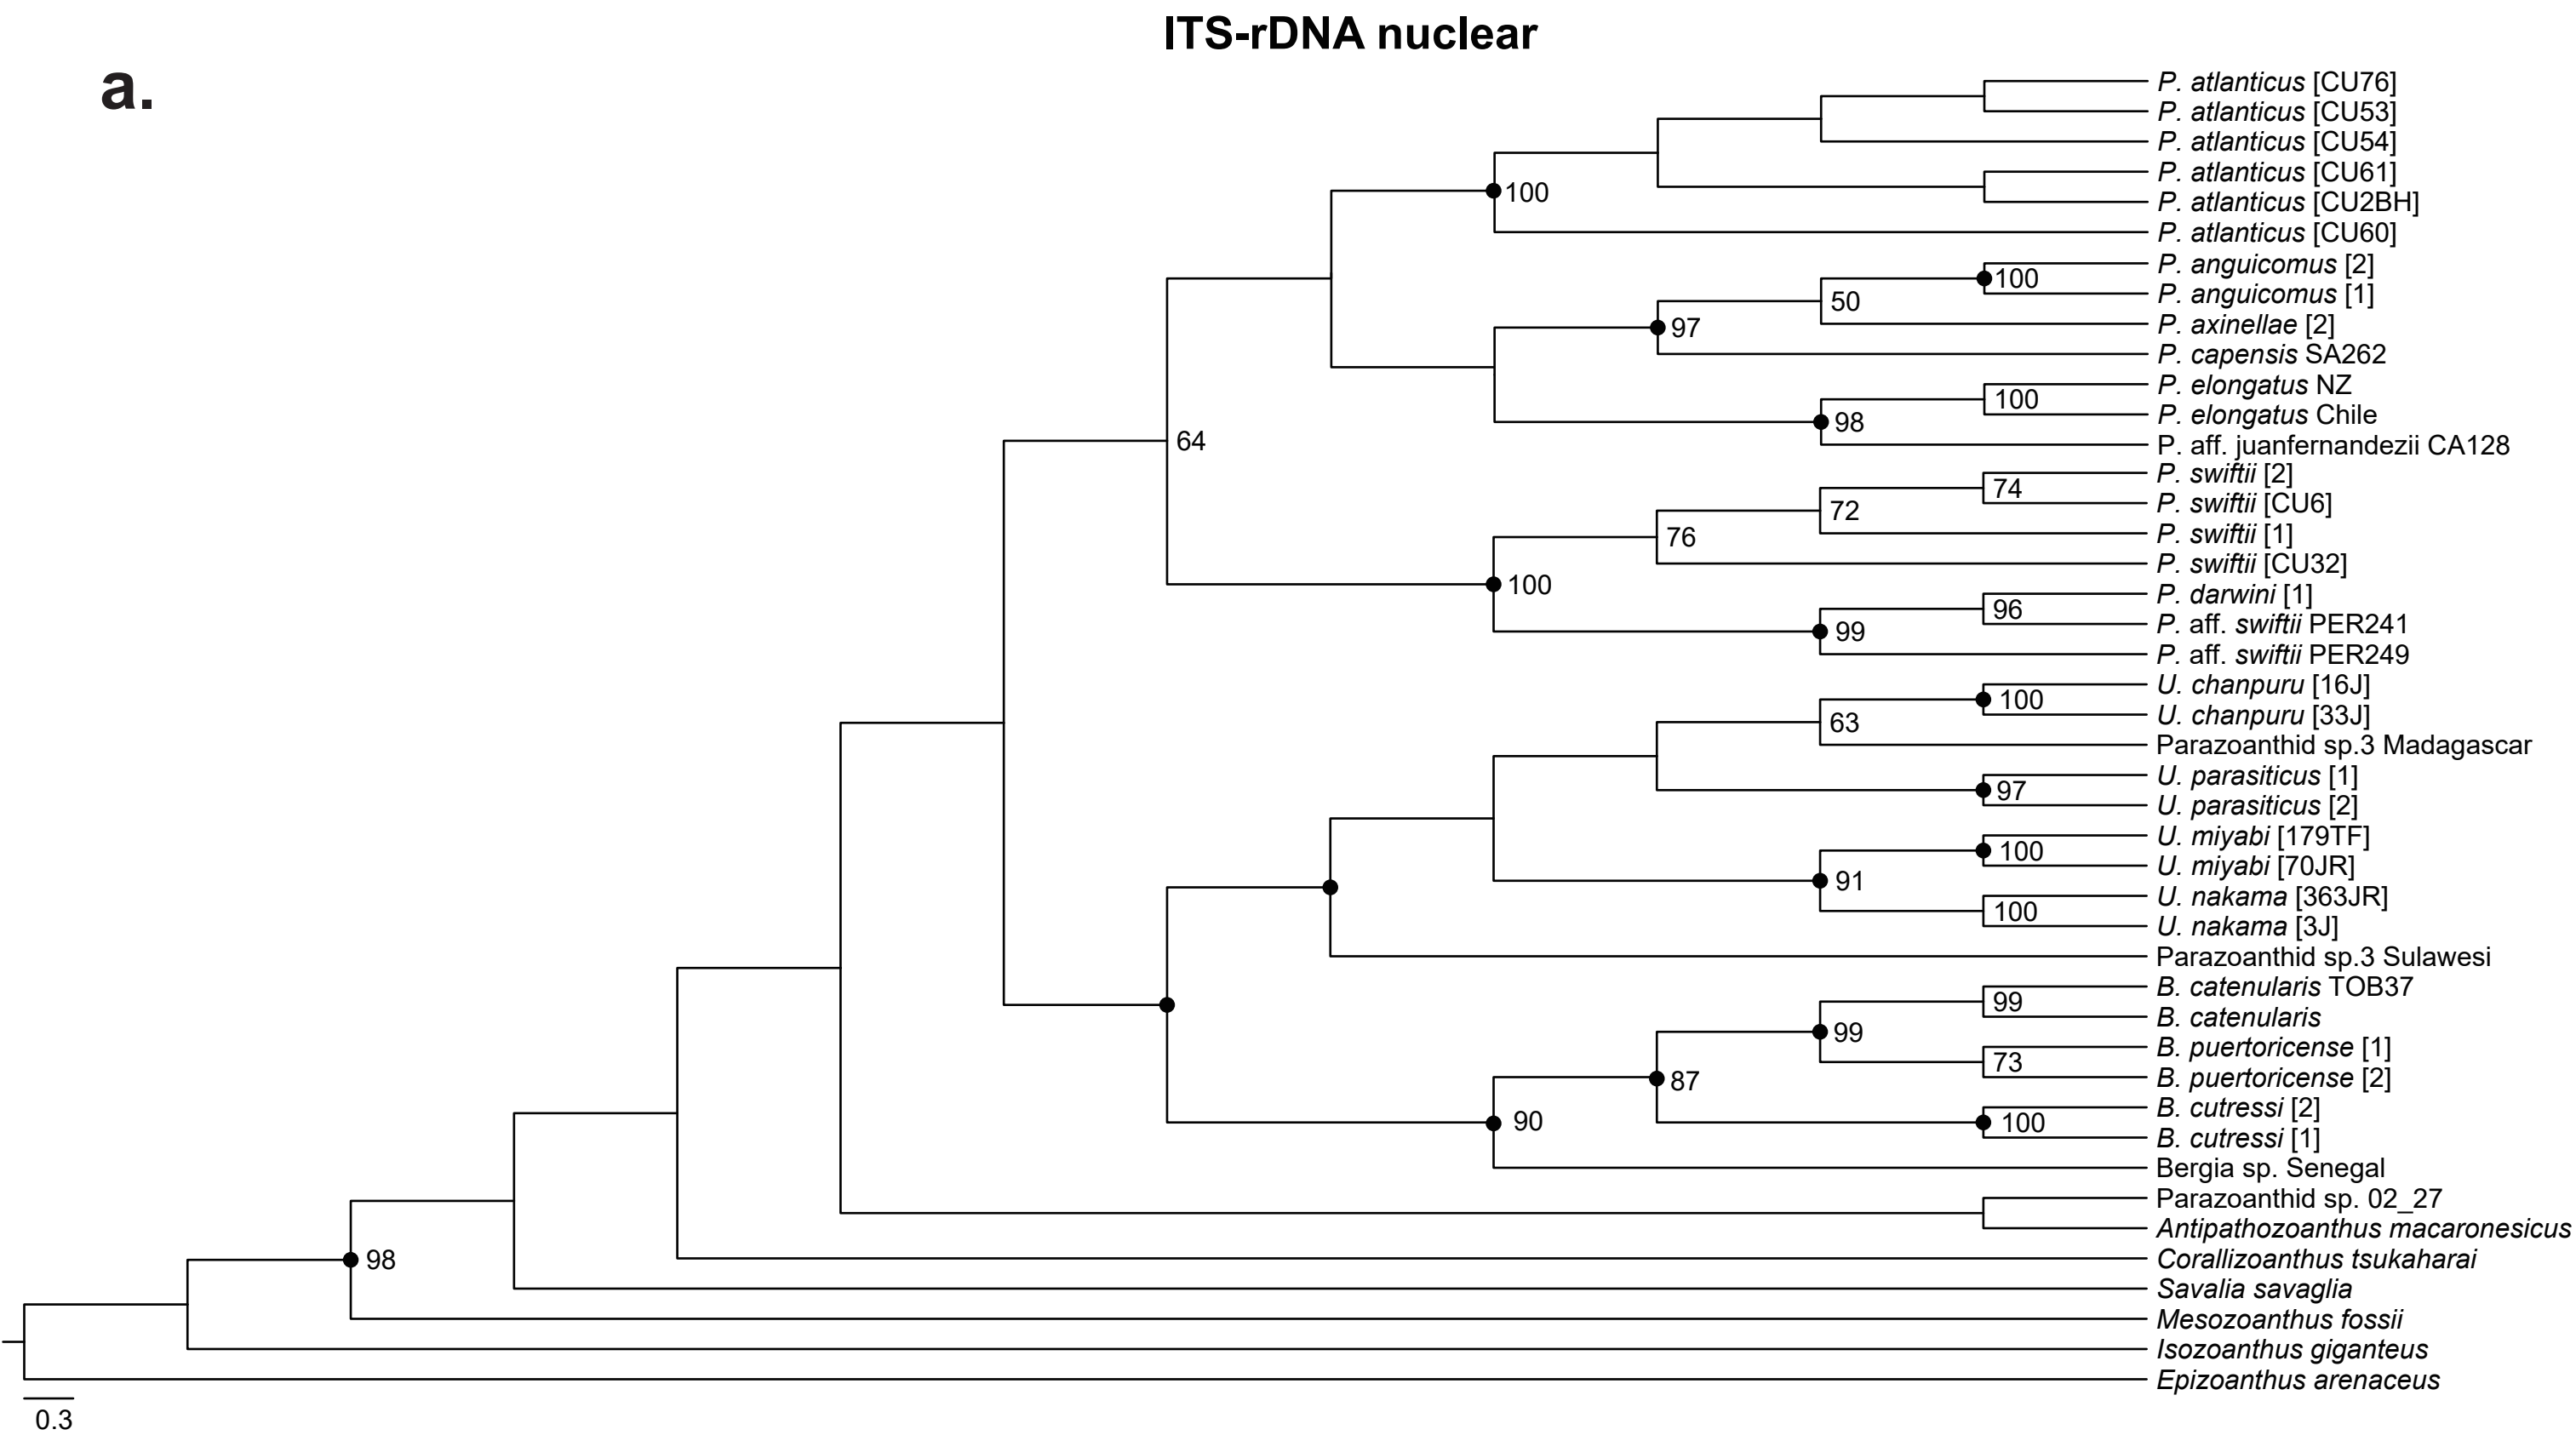 ITS-rDNA nuclear
a.
P. atlanticus [CU76]
P. atlanticus [CU53]
P. atlanticus [CU54]
P. atlanticus [CU61]
P. atlanticus [CU2BH]
100
P. atlanticus [CU60]
P. anguicomus [2]
100
P. anguicomus [1]
50
P. axinellae [2]
97
P. capensis SA262
P. elongatus NZ
100
P. elongatus Chile
98
P. aff. juanfernandezii CA128
64
P. swiftii [2]
74
P. swiftii [CU6]
72
P. swiftii [1]
76
P. swiftii [CU32]
100
P. darwini [1]
96
P. aff. swiftii PER241
99
P. aff. swiftii PER249
U. chanpuru [16J]
100
U. chanpuru [33J]
63
Parazoanthid sp.3 Madagascar
U. parasiticus [1]
97
U. parasiticus [2]
U. miyabi [179TF]
100
U. miyabi [70JR]
91
U. nakama [363JR]
100
U. nakama [3J]
Parazoanthid sp.3 Sulawesi
B. catenularis TOB37
99
B. catenularis
99
B. puertoricense [1]
73
B. puertoricense [2]
87
B. cutressi [2]
100
B. cutressi [1]
90
Bergia sp. Senegal
Parazoanthid sp. 02_27
Antipathozoanthus macaronesicus
Corallizoanthus tsukaharai
98
Savalia savaglia
Mesozoanthus fossii
Isozoanthus giganteus
Epizoanthus arenaceus
0.3